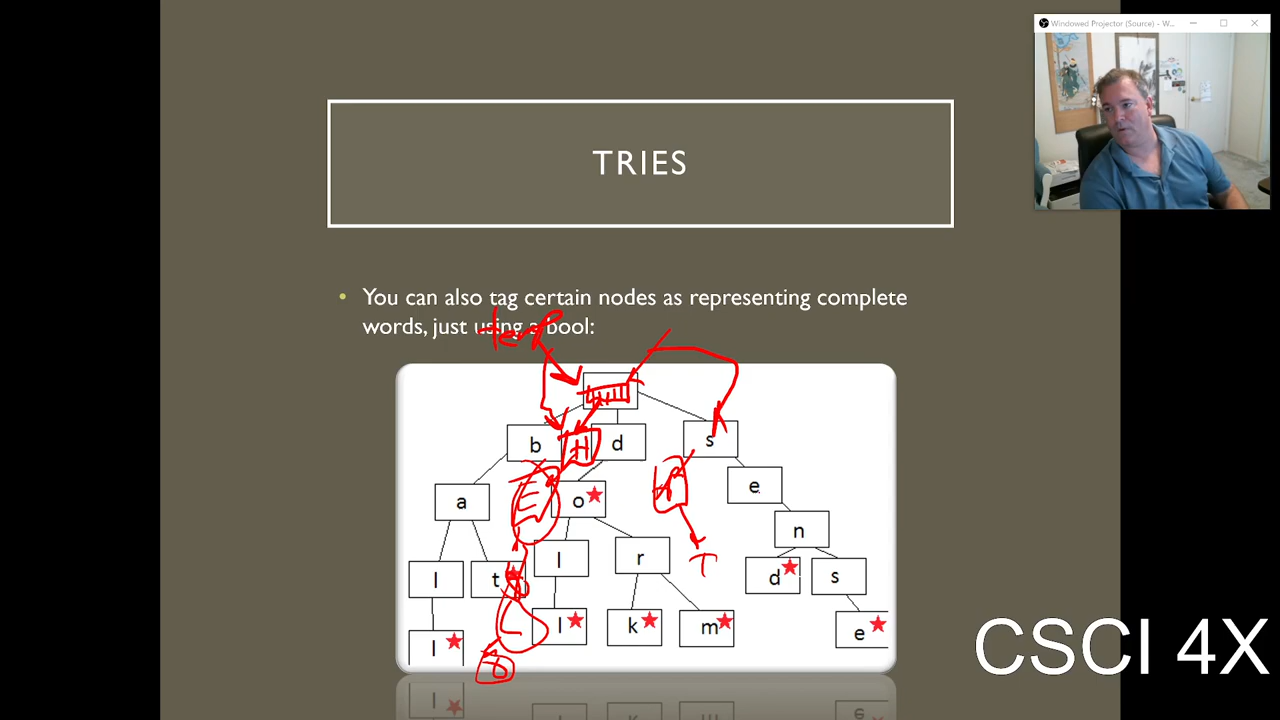 Windowed Projector (Source) - W...
TRIES
• You can also tag certain nodes as representing complete
words, just using a bool:
temp
b H d s
a E o e
l t l r T n
d s
l L l k m e
CSCI 4X